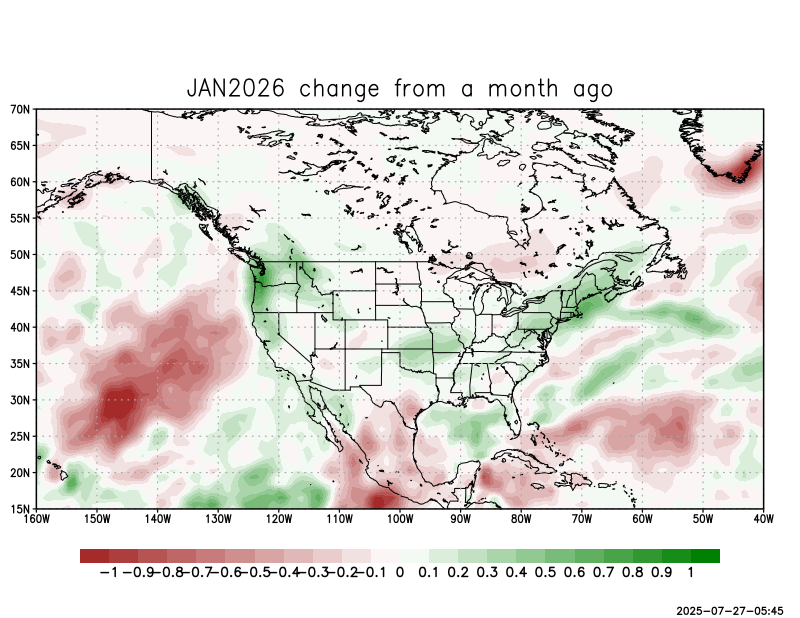 JAN2026 change from a month ago
70N
65N
60N
55N
50N
45N
40N
35N
30N
25N
20N
15N
160W 150W 140W 130W 120W 110W 100W 90W 80W 70W 60W 50W 40W
-1 -0.9 -0.8 -0.7 -0.6 -0.5 -0.4 -0.3 -0.2 -0.1 0 0.1 0.2 0.3 0.4 0.5 0.6 0.7 0.8 0.9 1
2025-07-27-05:45